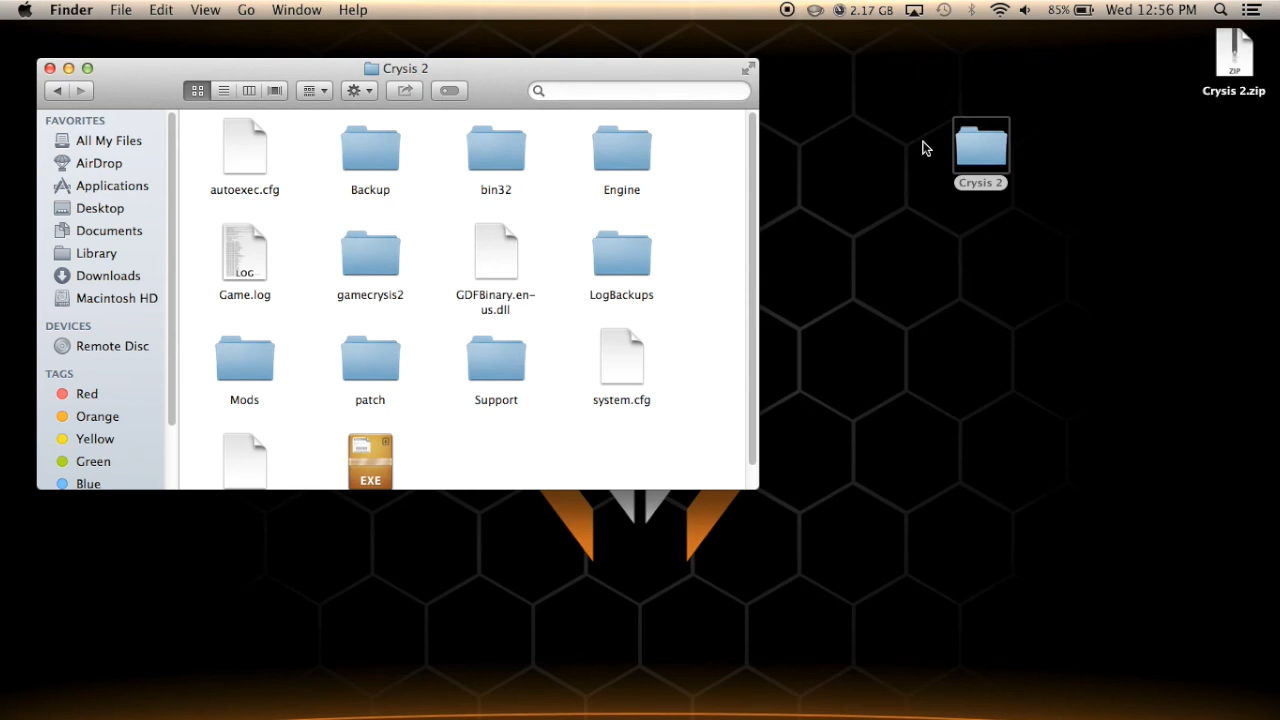 Finder File Edit View Go Window Help 2.17 GB 85% Wed 12:56 PM
Crysis 2
FAVORITES
All My Files
AirDrop
Applications
Desktop
Documents
Library
Downloads
Macintosh HD
DEVICES
Remote Disc
TAGS
Red
Orange
Yellow
Green
Blue
autoexec.cfg Backup bin32 Engine
LOG
Game.log gamecrysis2 GDFBinary.en-
us.dll LogBackups
Mods patch Support system.cfg
EXE
ZIP
Crysis 2.zip
Crysis 2